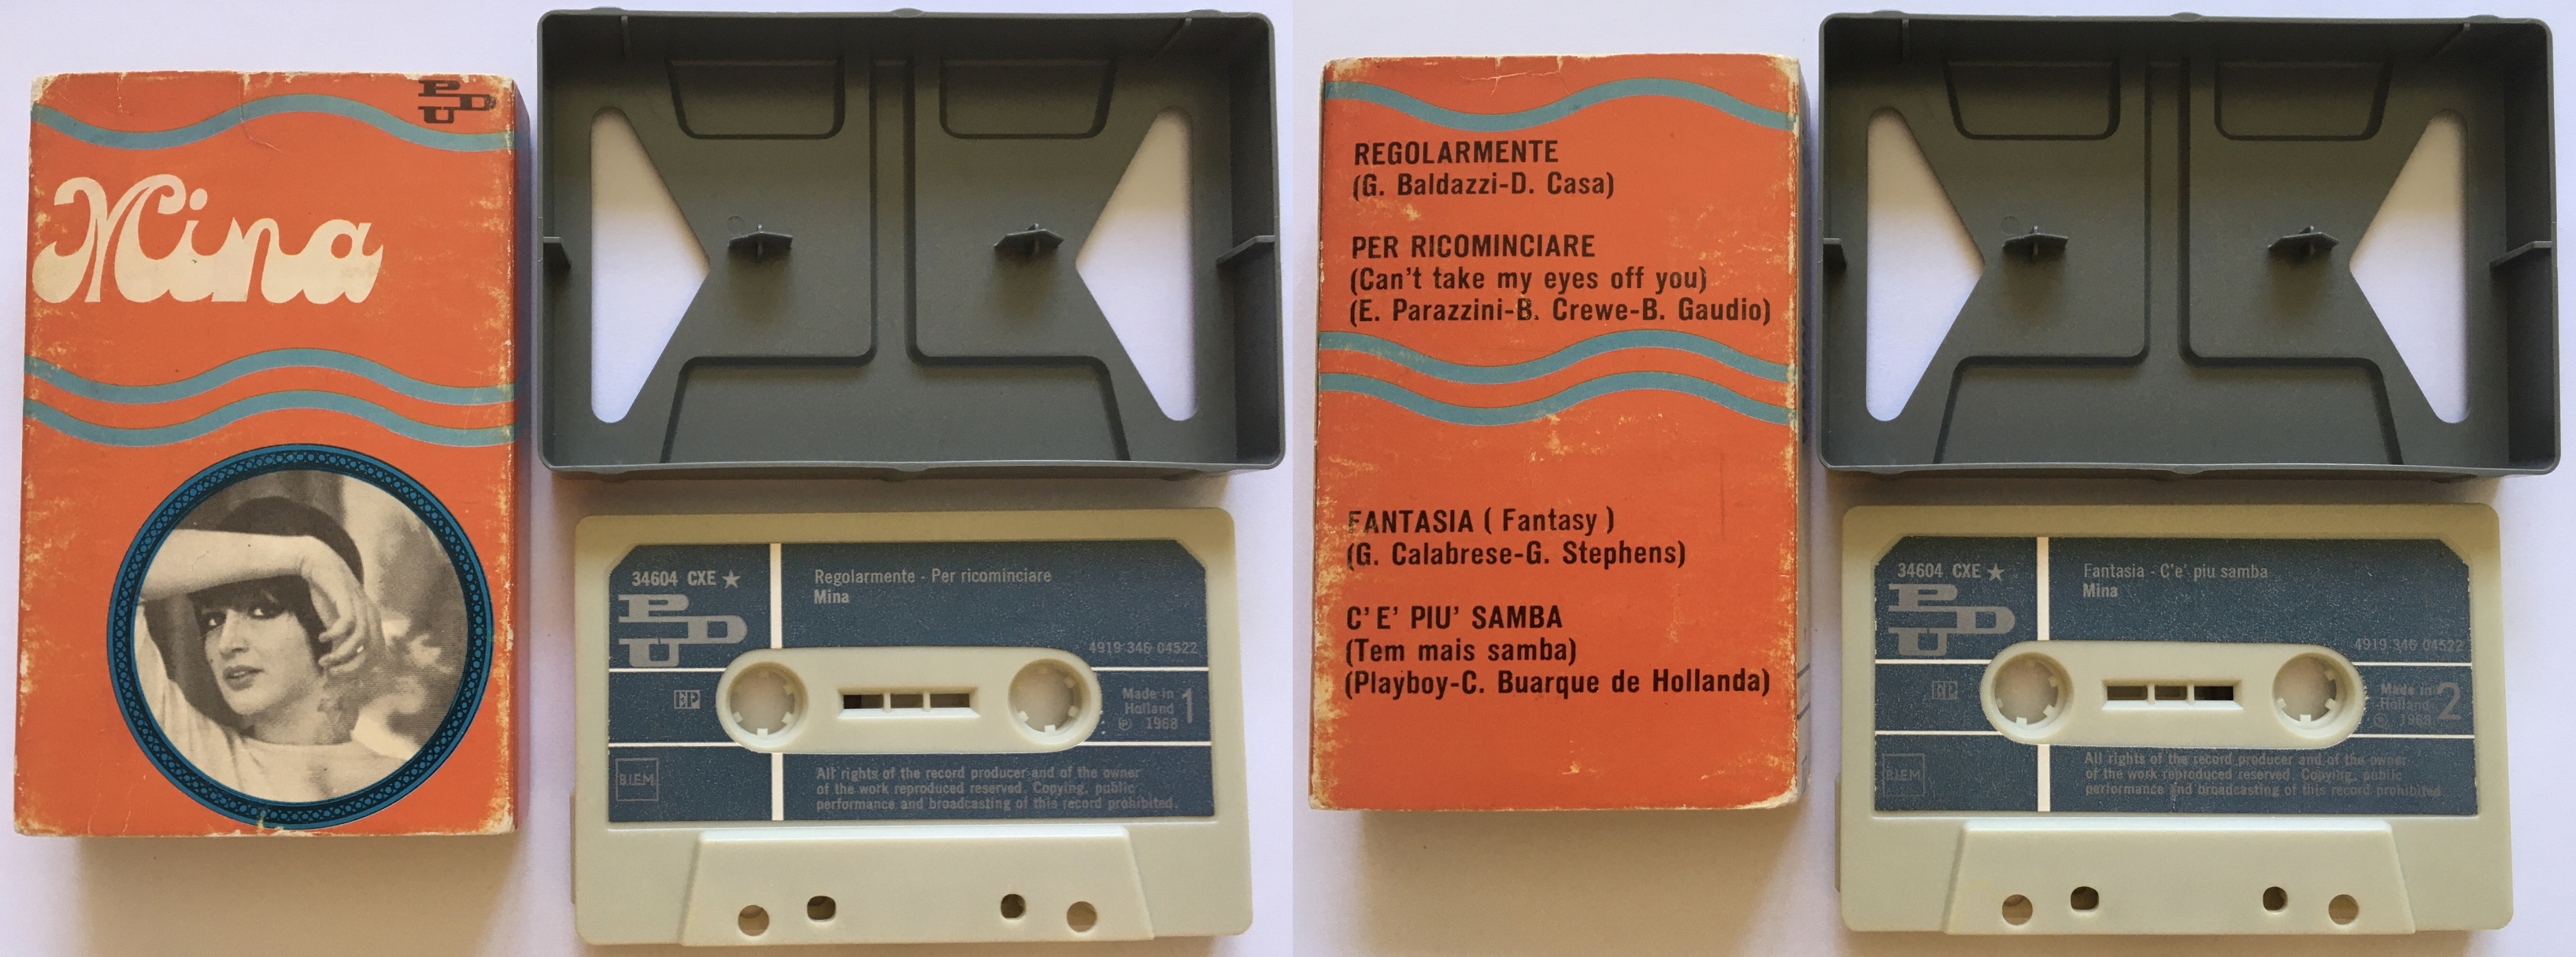 PDU
Mina
34604 CXE ★
PDU
Regolarmente - Per ricominciare
Mina
4919 346 04522
EP
Made in
Holland
℗ 1968
1
B.I.E.M.
All rights of the record producer and of the owner
of the work reproduced reserved. Copying, public
performance and broadcasting of this record prohibited.
REGOLARMENTE
(G. Baldazzi-D. Casa)
PER RICOMINCIARE
(Can't take my eyes off you)
(E. Parazzini-B. Crewe-B. Gaudio)
FANTASIA ( Fantasy )
(G. Calabrese-G. Stephens)
C' E' PIU' SAMBA
(Tem mais samba)
(Playboy-C. Buarque de Hollanda)
34604 CXE ★
PDU
Fantasia - C'e' piu samba
Mina
4919 346 04522
EP
Made in
Holland
℗ 1968
2
B.I.E.M.
All rights of the record producer and of the owner
of the work reproduced reserved. Copying, public
performance and broadcasting of this record prohibited.